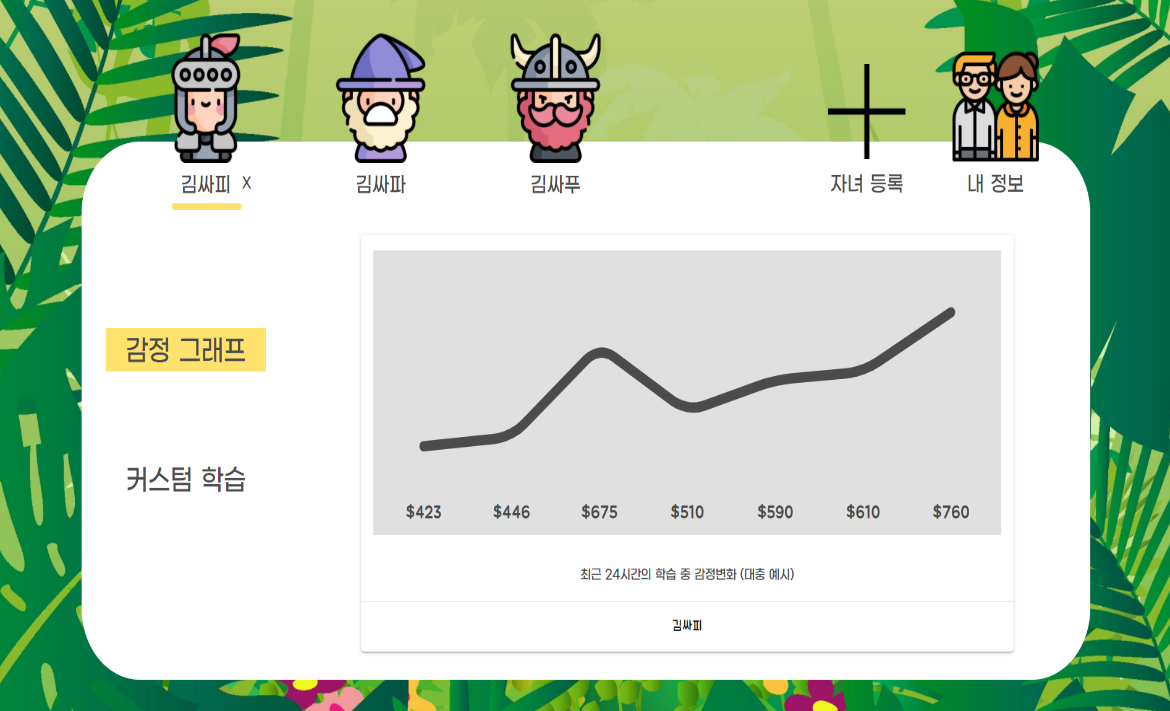 김싸피 X 김싸파 김싸푸 자녀 등록 내 정보
감정 그래프
커스텀 학습
$423 $446 $675 $510 $590 $610 $760
최근 24시간의 학습 중 감정변화 (대충 예시)
김싸피